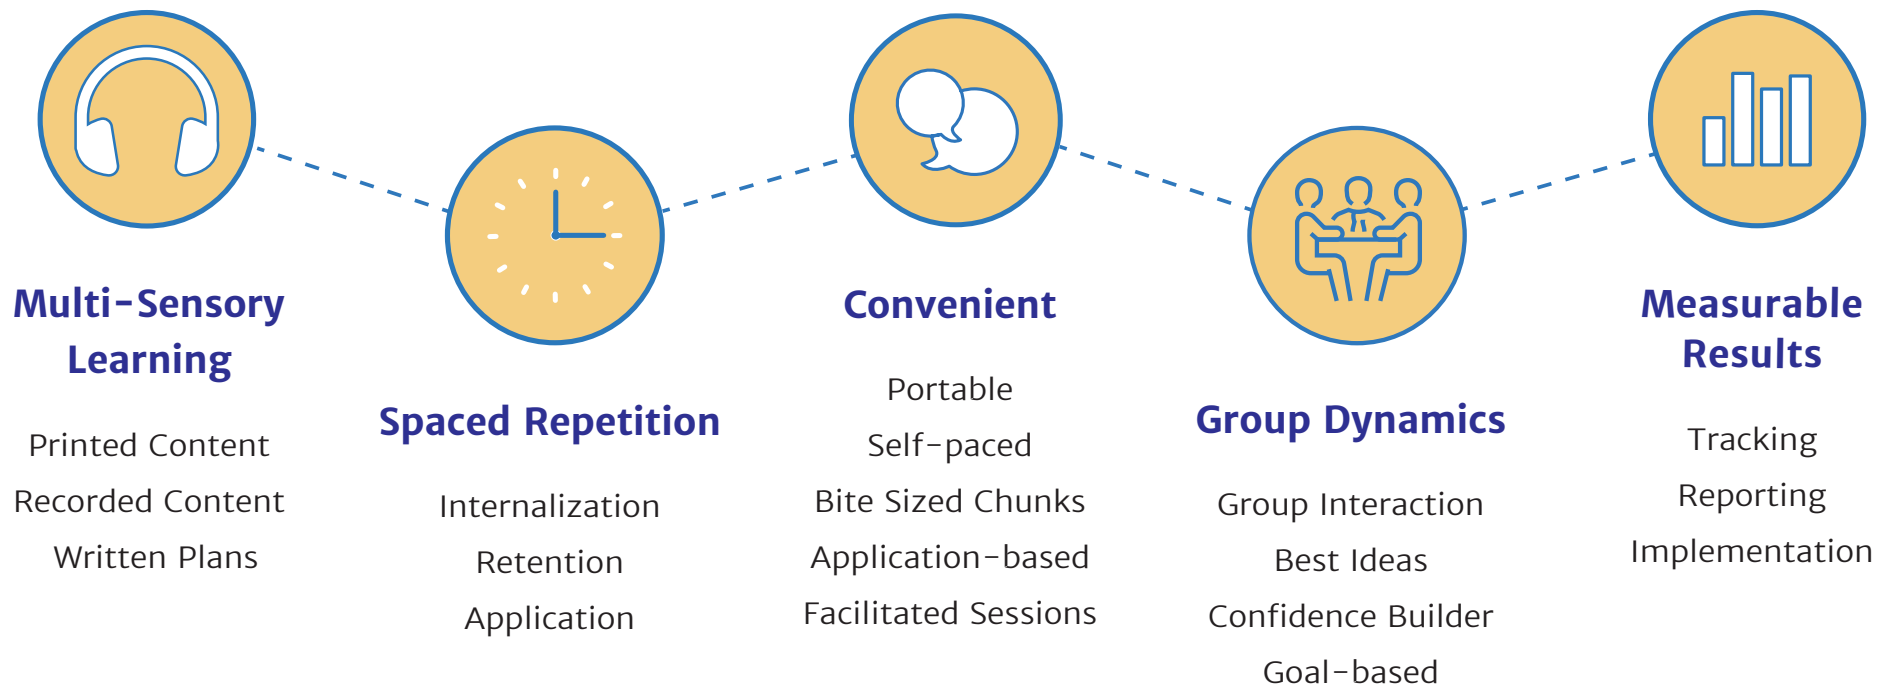 Multi-Sensory
Learning
Printed Content
Recorded Content
Written Plans
Spaced Repetition
Internalization
Retention
Application
Convenient
Portable
Self-paced
Bite Sized Chunks
Application-based
Facilitated Sessions
Group Dynamics
Group Interaction
Best Ideas
Confidence Builder
Goal-based
Measurable
Results
Tracking
Reporting
Implementation